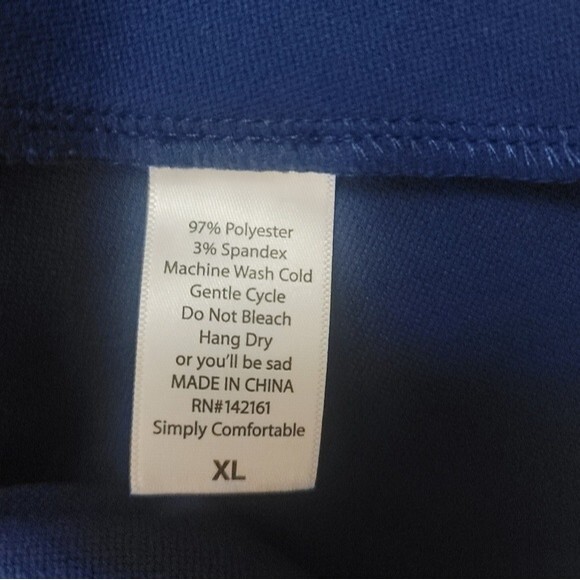 97% Polyester
3% Spandex
Machine Wash Cold
Gentle Cycle
Do Not Bleach
Hang Dry
or you'll be sad
MADE IN CHINA
RN#142161
Simply Comfortable
XL